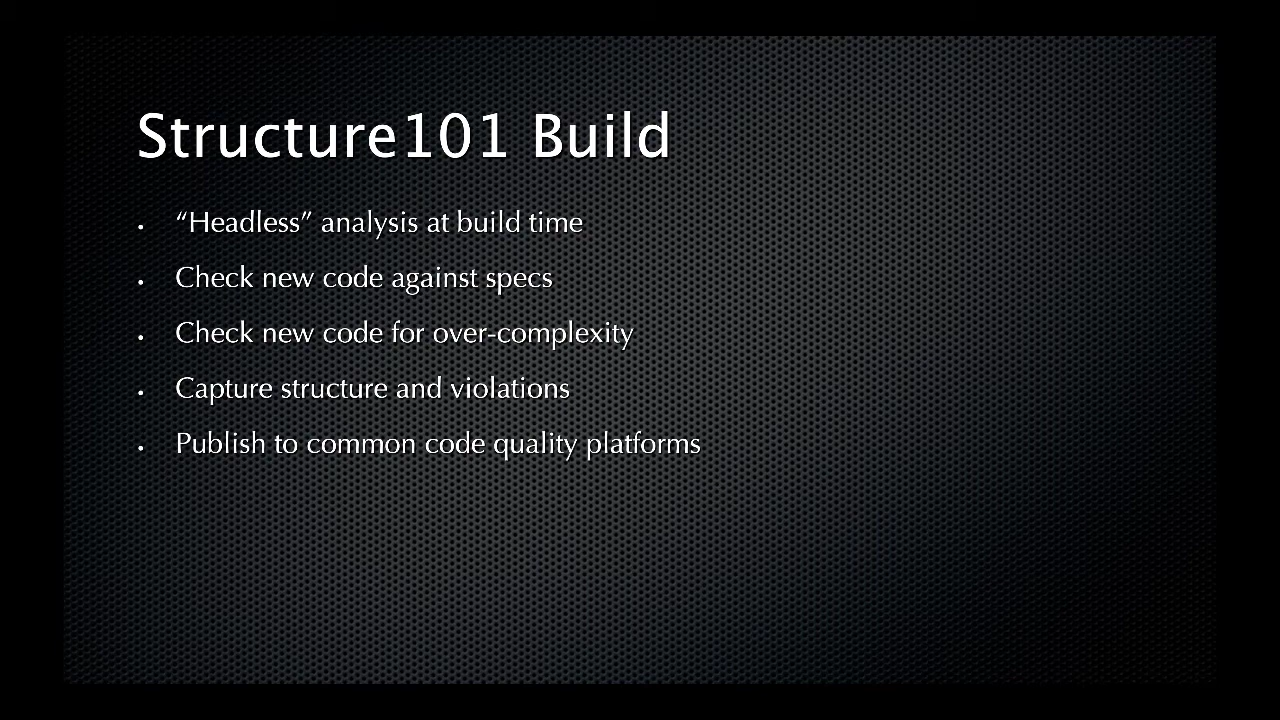 Structure101 Build
• “Headless” analysis at build time
• Check new code against specs
• Check new code for over-complexity
• Capture structure and violations
• Publish to common code quality platforms